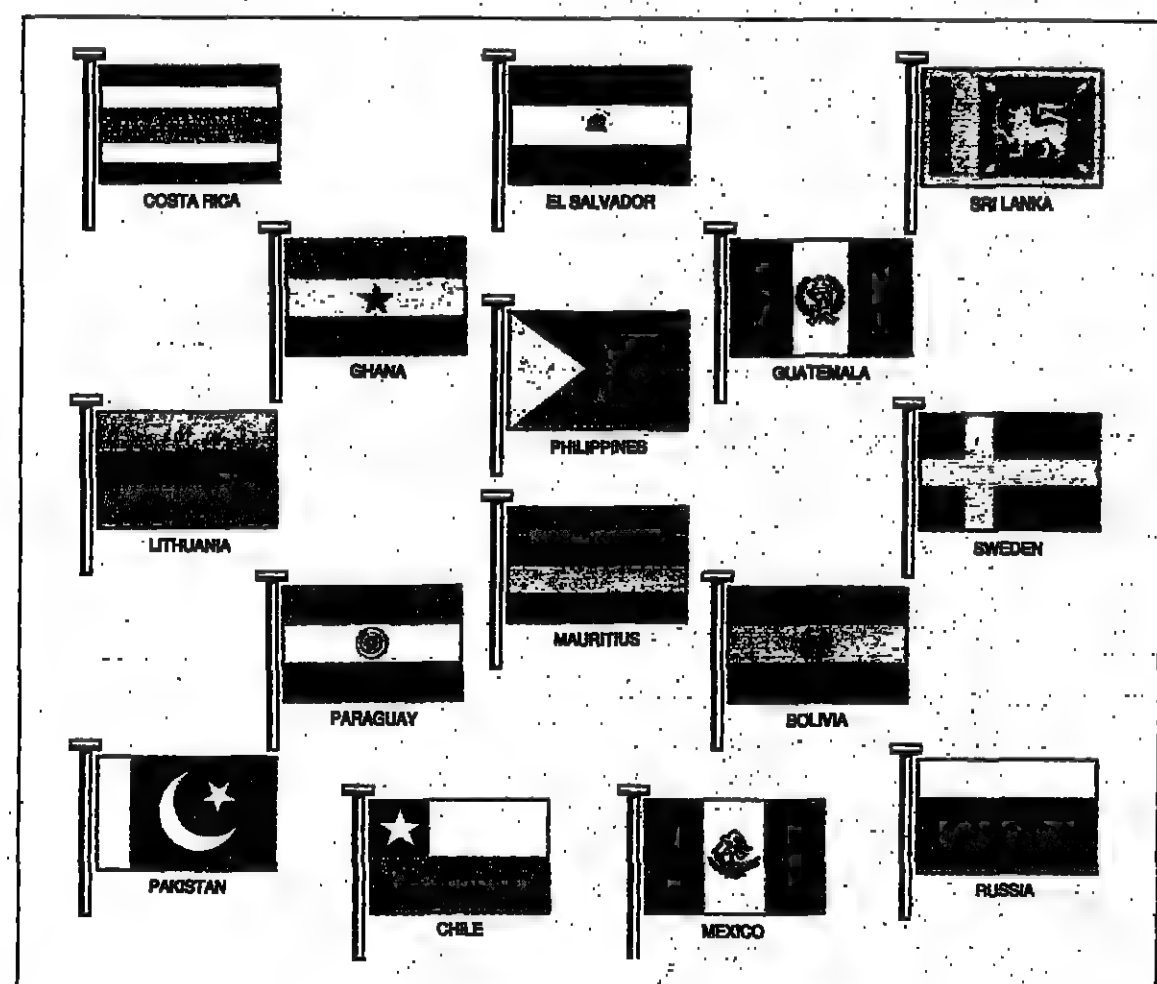 COSTA RICA
EL SALVADOR
SRI LANKA
GHANA
GUATEMALA
PHILIPPINES
LITHUANIA
SWEDEN
MAURITIUS
PARAGUAY
BOLIVIA
PAKISTAN
CHILE
MEXICO
RUSSIA